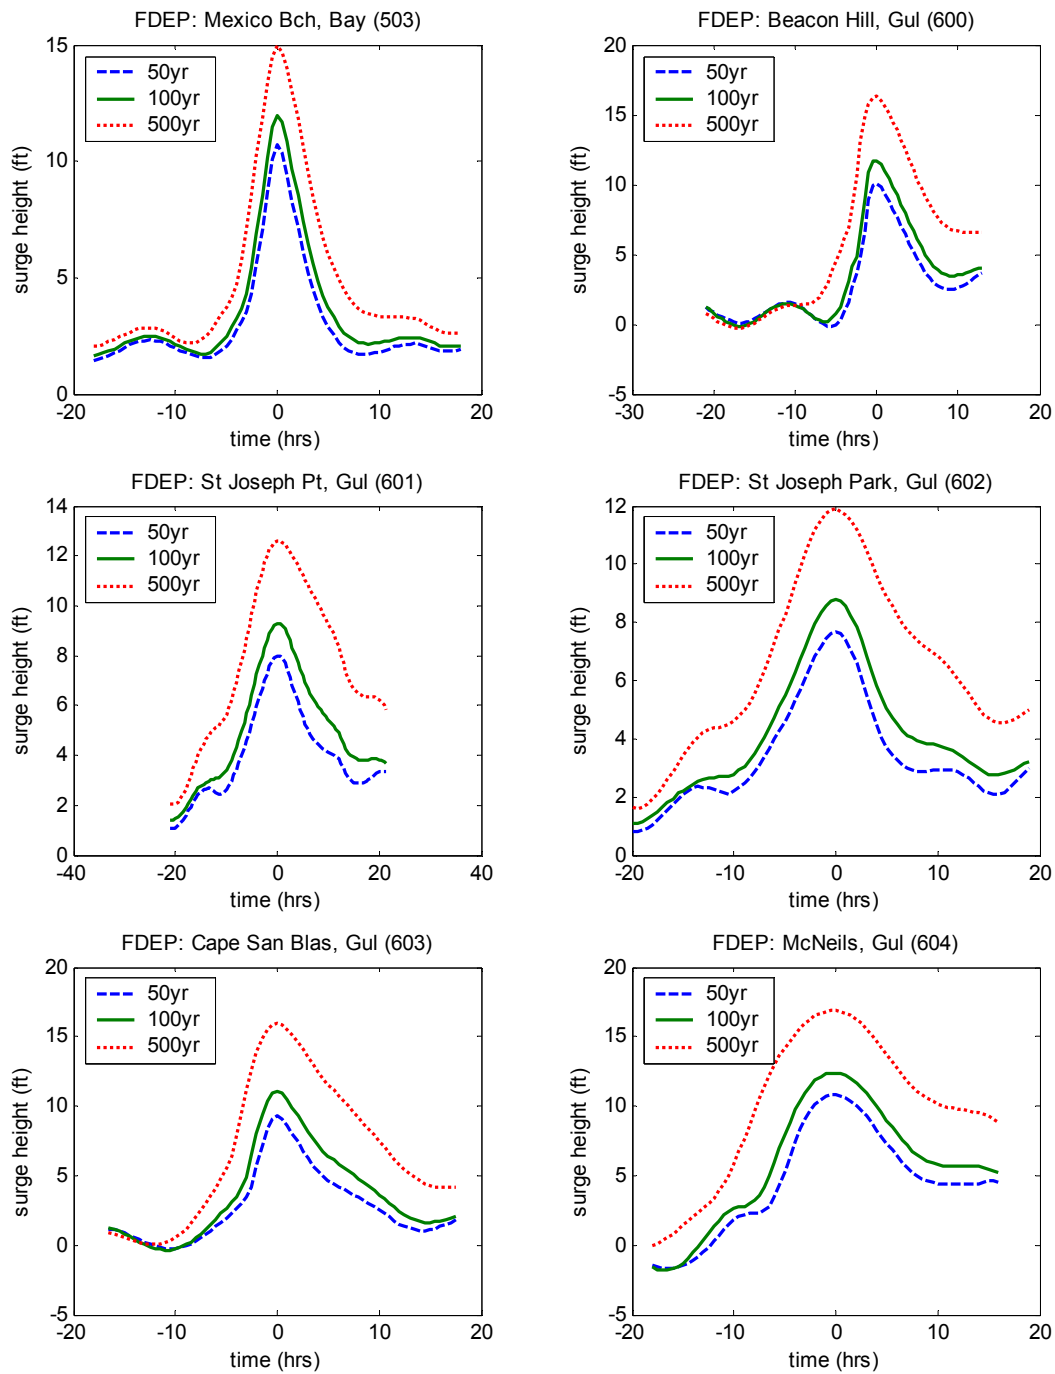 FDEP: Mexico Bch, Bay (503)
15
10
5
0
surge height (ft)
50yr
100yr
500yr
-20 -10 0 10 20
time (hrs)
FDEP: Beacon Hill, Gul (600)
20
15
10
5
0
-5
surge height (ft)
50yr
100yr
500yr
-30 -20 -10 0 10 20
time (hrs)
FDEP: St Joseph Pt, Gul (601)
14
12
10
8
6
4
2
0
surge height (ft)
50yr
100yr
500yr
-40 -20 0 20 40
time (hrs)
FDEP: St Joseph Park, Gul (602)
12
10
8
6
4
2
0
surge height (ft)
50yr
100yr
500yr
-20 -10 0 10 20
time (hrs)
FDEP: Cape San Blas, Gul (603)
20
15
10
5
0
-5
surge height (ft)
50yr
100yr
500yr
-20 -10 0 10 20
time (hrs)
FDEP: McNeils, Gul (604)
20
15
10
5
0
-5
surge height (ft)
50yr
100yr
500yr
-20 -10 0 10 20
time (hrs)